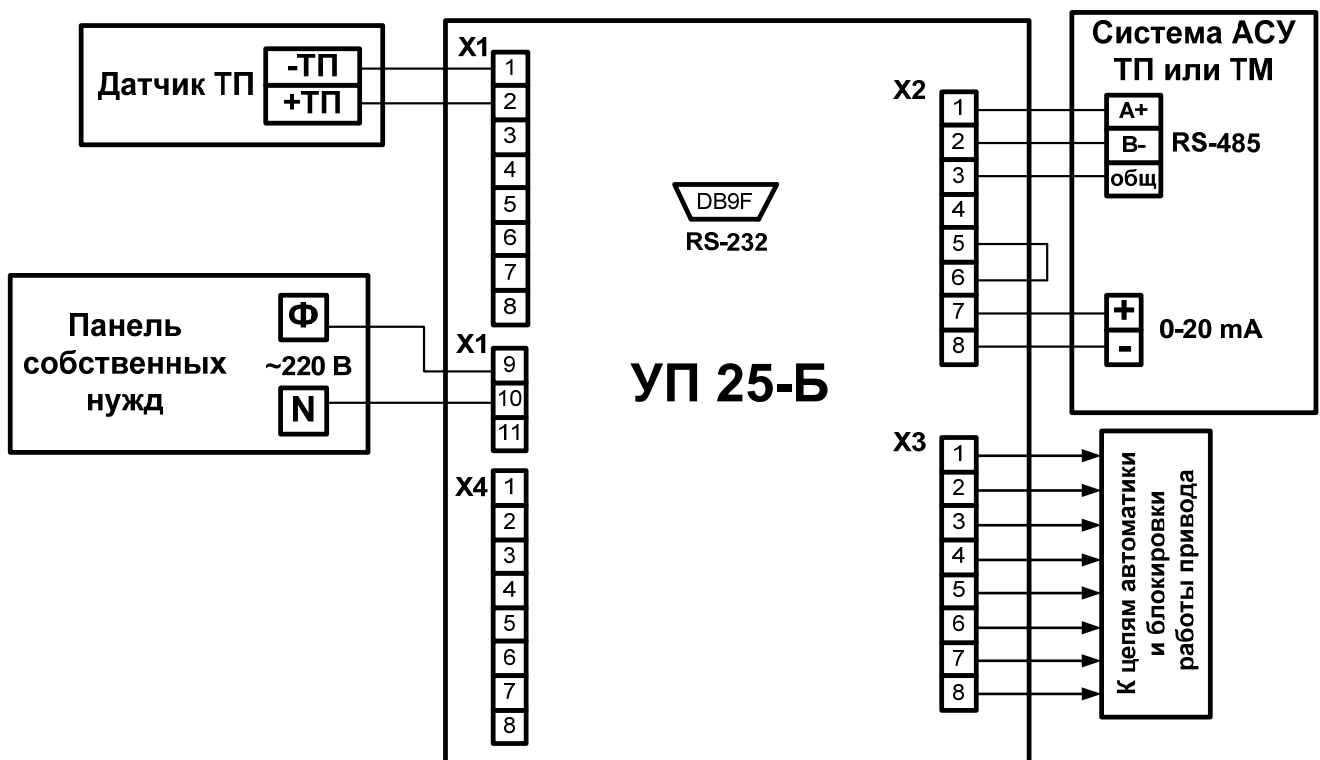 Датчик ТП
-ТП
+ТП
X1
1
2
3
4
5
6
7
8
Панель
собственных
нужд
Ф
~220 В
N
X1
9
10
11
X4
1
2
3
4
5
6
7
8
DB9F
RS-232
УП 25-Б
X2
1
2
3
4
5
6
7
8
Система АСУ
ТП или ТМ
A+
B-
общ
RS-485
+
-
0-20 mA
X3
1
2
3
4
5
6
7
8
К цепям автоматики
и блокировки
работы привода